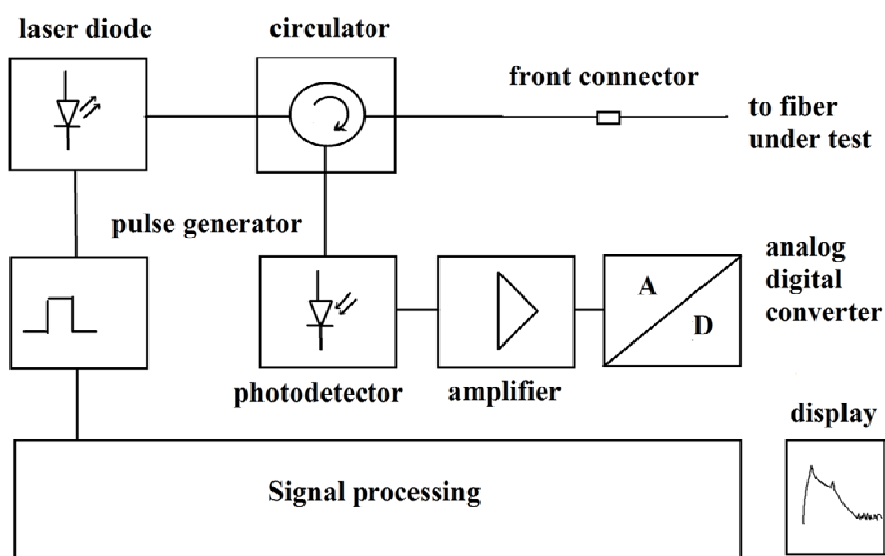 laser diode
circulator
front connector
to fiber
under test
pulse generator
analog
digital
converter
A
D
photodetector
amplifier
display
Signal processing